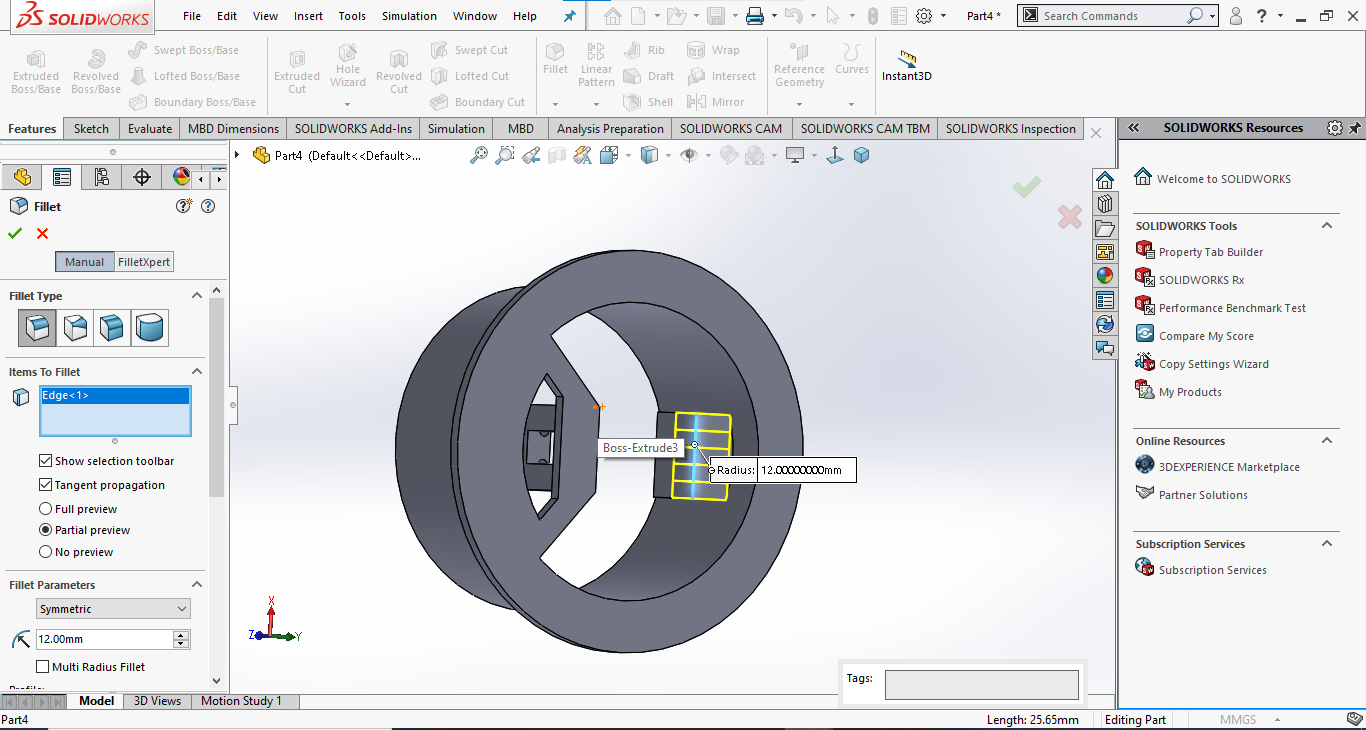 SOLIDWORKS
File Edit View Insert Tools Simulation Window Help
Part4 *
Search Commands
?
Extruded Boss/Base
Revolved Boss/Base
Swept Boss/Base
Lofted Boss/Base
Boundary Boss/Base
Extruded Cut
Hole Wizard
Revolved Cut
Swept Cut
Lofted Cut
Boundary Cut
Fillet
Linear Pattern
Rib
Draft
Shell
Wrap
Intersect
Mirror
Reference Geometry
Curves
Instant3D
Features Sketch Evaluate MBD Dimensions SOLIDWORKS Add-Ins Simulation MBD Analysis Preparation SOLIDWORKS CAM SOLIDWORKS CAM TBM SOLIDWORKS Inspection
Part4 (Default<<Default>...
Fillet
Manual FilletXpert
Fillet Type
Items To Fillet
Edge<1>
Show selection toolbar
Tangent propagation
Full preview
Partial preview
No preview
Fillet Parameters
Symmetric
12.00mm
Multi Radius Fillet
Boss-Extrude3
Radius: 12.00000000mm
X
Z
Y
Tags:
SOLIDWORKS Resources
Welcome to SOLIDWORKS
SOLIDWORKS Tools
Property Tab Builder
SOLIDWORKS Rx
Performance Benchmark Test
Compare My Score
Copy Settings Wizard
My Products
Online Resources
3DEXPERIENCE Marketplace
Partner Solutions
Subscription Services
Subscription Services
Model 3D Views Motion Study 1
Part4
Length: 25.65mm Editing Part MMGS